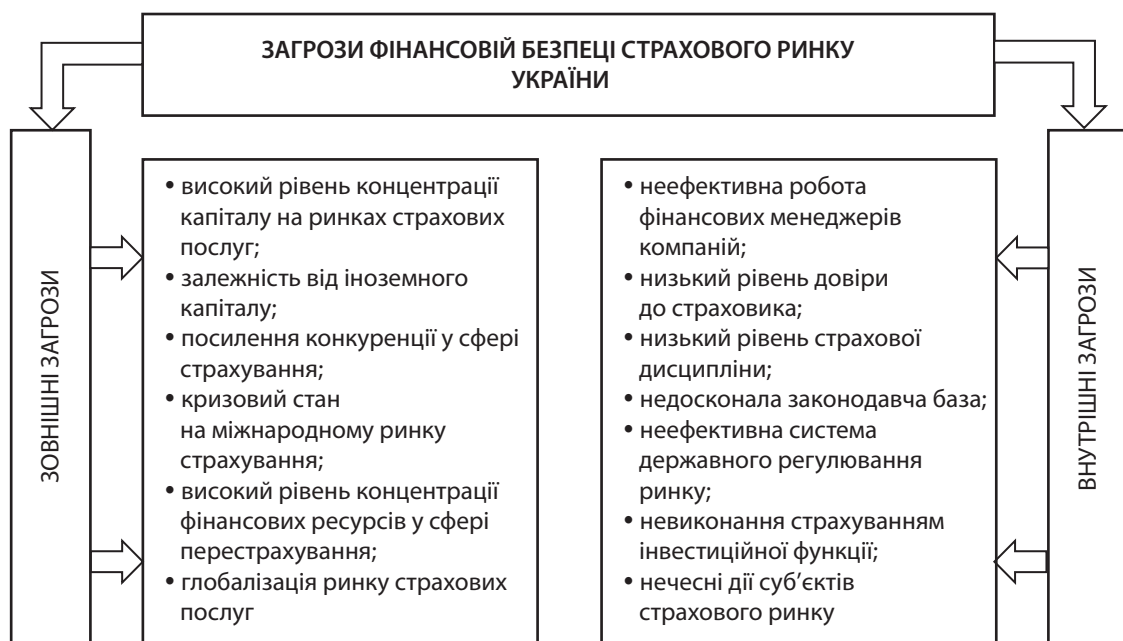 ЗАГРОЗИ ФІНАНСОВІЙ БЕЗПЕЦІ СТРАХОВОГО РИНКУ
УКРАЇНИ
ЗОВНІШНІ ЗАГРОЗИ
• високий рівень концентрації
капіталу на ринках страхових
послуг;
• залежність від іноземного
капіталу;
• посилення конкуренції у сфері
страхування;
• кризовий стан
на міжнародному ринку
страхування;
• високий рівень концентрації
фінансових ресурсів у сфері
перестрахування;
• глобалізація ринку страхових
послуг
• неефективна робота
фінансових менеджерів
компаній;
• низький рівень довіри
до страховика;
• низький рівень страхової
дисципліни;
• недосконала законодавча база;
• неефективна система
державного регулювання
ринку;
• невиконання страхуванням
інвестиційної функції;
• нечесні дії суб’єктів
страхового ринку
ВНУТРІШНІ ЗАГРОЗИ